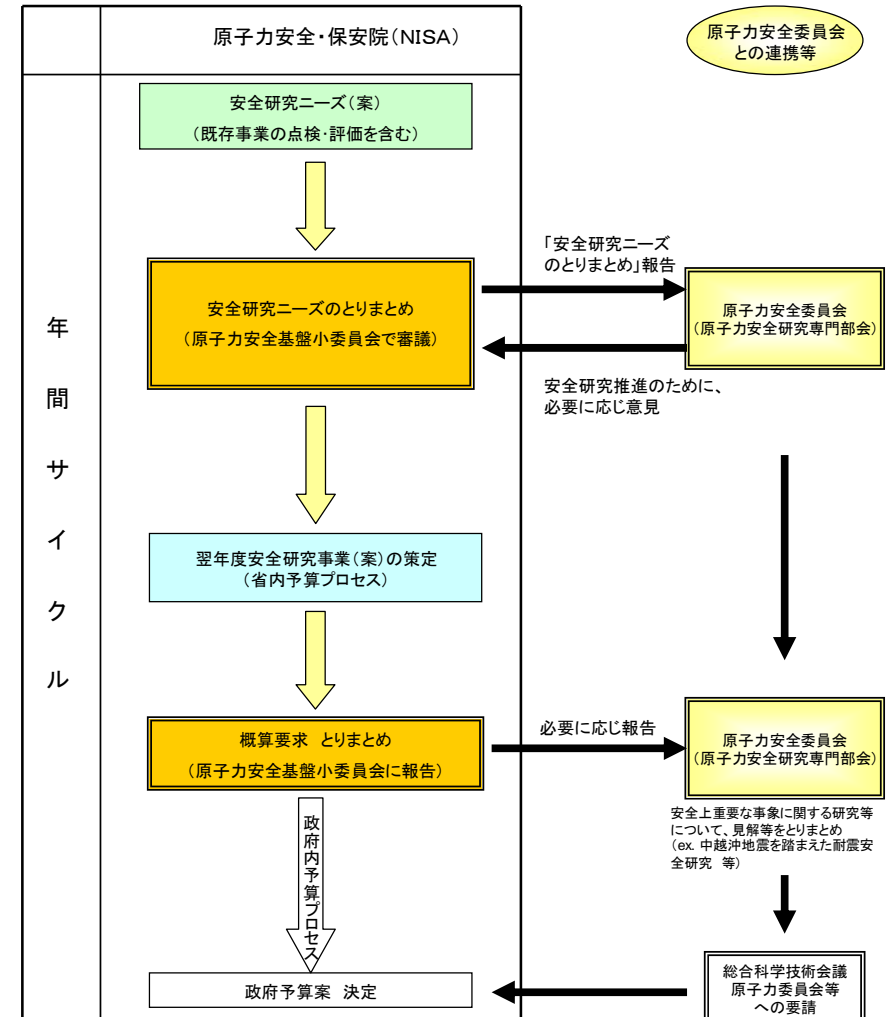 原子力安全・保安院（NISA）
原子力安全委員会
との連携等
年間サイクル
安全研究ニーズ（案）
（既存事業の点検・評価を含む）
「安全研究ニーズ
のとりまとめ」報告
安全研究ニーズのとりまとめ
（原子力安全基盤小委員会で審議）
原子力安全委員会
（原子力安全研究専門部会）
安全研究推進のために、
必要に応じ意見
翌年度安全研究事業（案）の策定
（省内予算プロセス）
概算要求　とりまとめ
（原子力安全基盤小委員会に報告）
必要に応じ報告
原子力安全委員会
（原子力安全研究専門部会）
安全上重要な事象に関する研究等
について、見解等をとりまとめ
（ex. 中越沖地震を踏まえた耐震安
全研究　等）
政府内予算プロセス
政府予算案　決定
総合科学技術会議
原子力委員会等
への要請